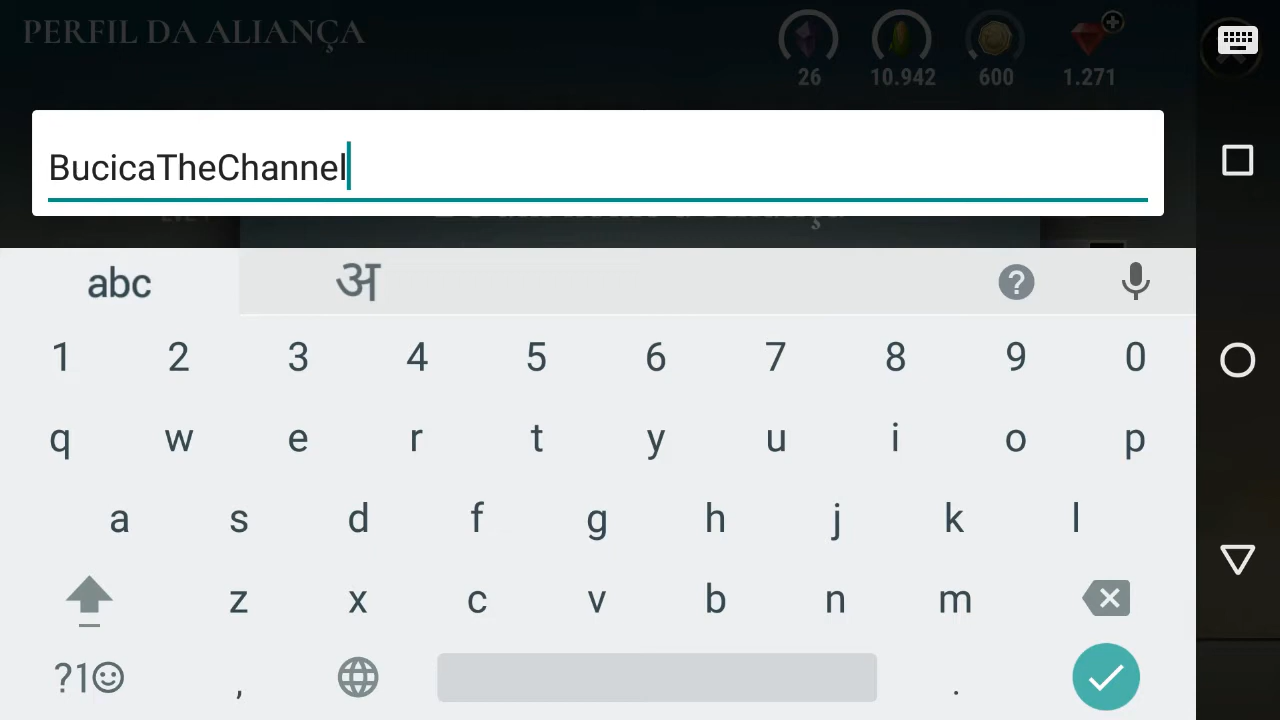 PERFIL DA ALIANÇA
26 10.942 600 1.271
BucicaTheChannel
abc अ ?
1 2 3 4 5 6 7 8 9 0
q w e r t y u i o p
a s d f g h j k l
z x c v b n m
?1☺ , .